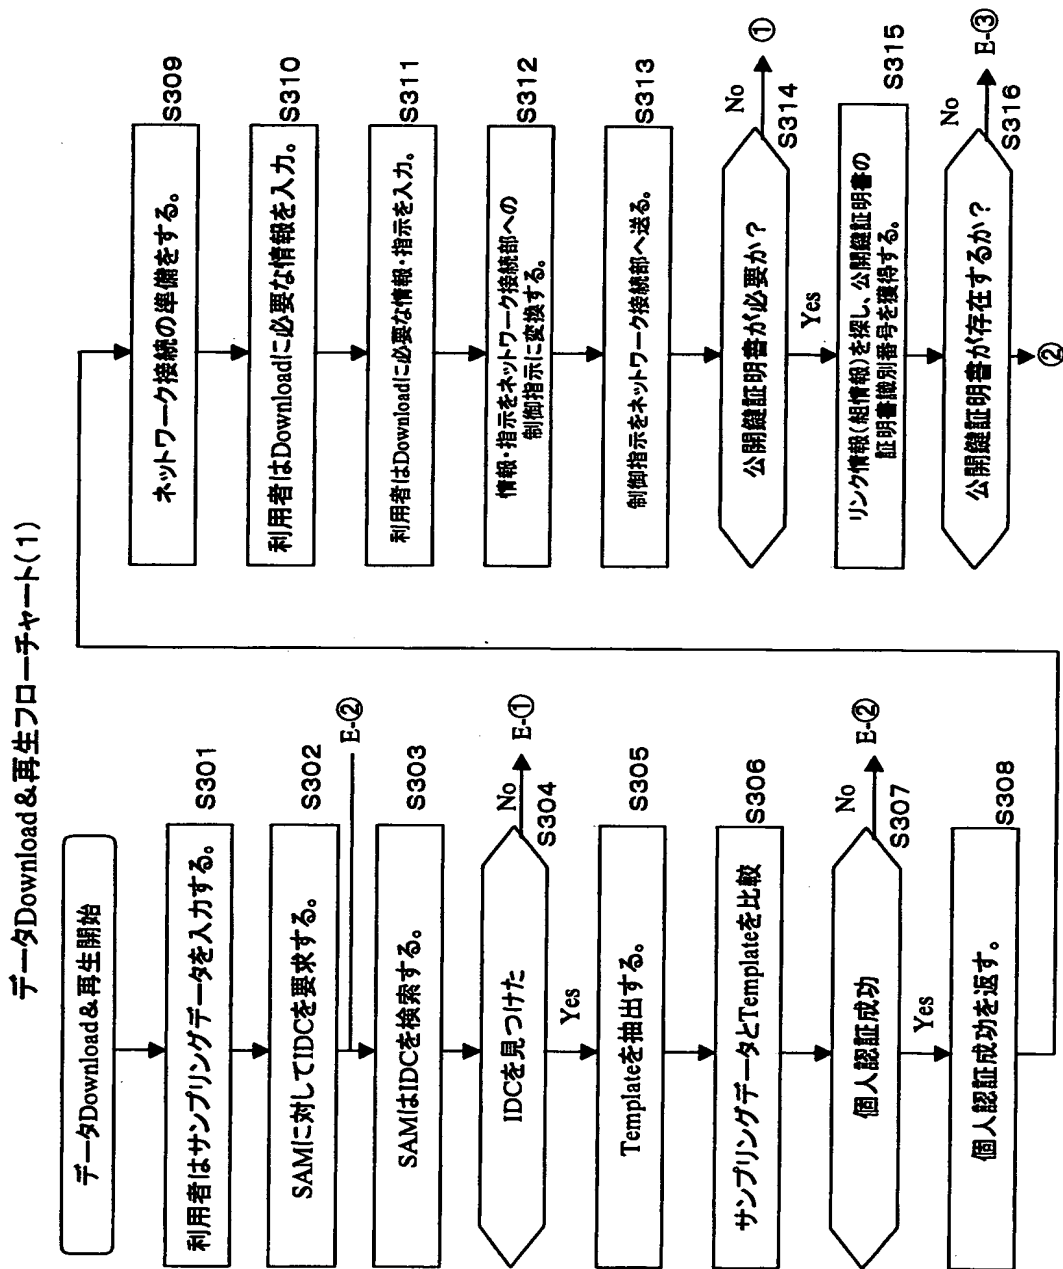 データDownload&再生フローチャート(1)
データDownload&再生開始
利用者はサンプリングデータを入力する。
S301
SAMに対してIDCを要求する。
S302
E-②
SAMはIDCを検索する。
S303
IDCを見つけた
No
E-①
S304
Yes
Templateを抽出する。
S305
サンプリングデータとTemplateを比較
S306
個人認証成功
No
E-②
S307
Yes
個人認証成功を返す。
S308
ネットワーク接続の準備をする。
S309
利用者はDownloadに必要な情報を入力。
S310
利用者はDownloadに必要な情報・指示を入力。
S311
情報・指示をネットワーク接続部への
制御指示に変換する。
S312
制御指示をネットワーク接続部へ送る。
S313
公開鍵証明書が必要か?
No
①
S314
Yes
リンク情報(組情報)を探し、公開鍵証明書の
証明書識別番号を獲得する。
S315
公開鍵証明書が存在するか?
No
E-③
S316
②